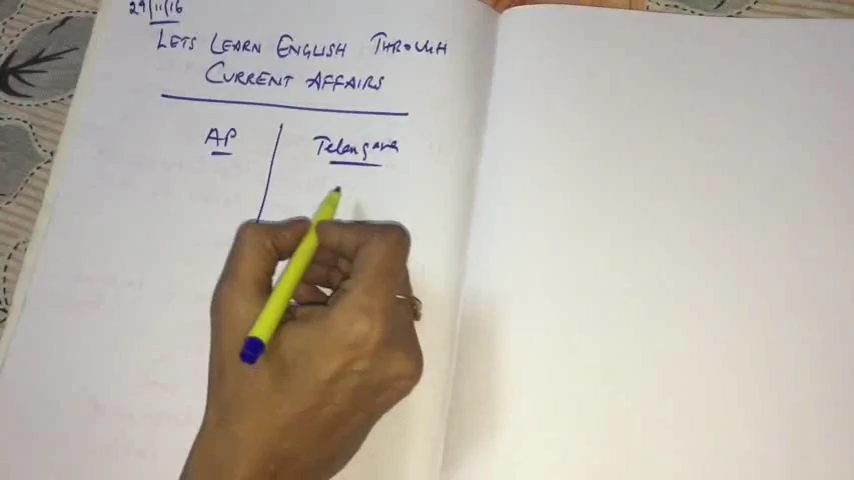 29/11/16
LETS LEARN ENGLISH THROUGH
CURRENT AFFAIRS
AP
Telangana